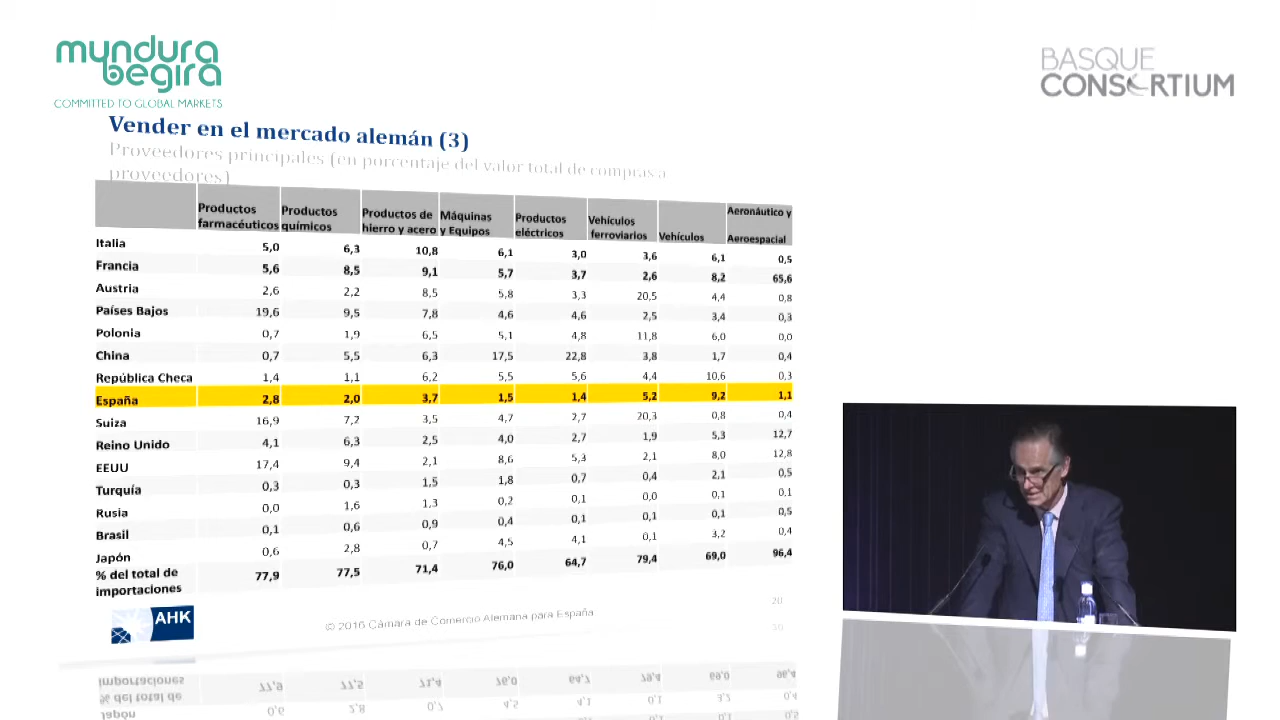 mundura
begira
COMMITTED TO GLOBAL MARKETS
BASQUE
CONSORTIUM
Vender en el mercado alemán (3)
Proveedores principales (en porcentaje del valor total de compras a
proveedores)
Productos farmacéuticos Productos químicos Productos de hierro y acero Máquinas y Equipos Productos eléctricos Vehículos ferroviarios Vehículos Aeronáutico y Aeroespacial
Italia 5,0 6,3 10,8 6,1 3,0 3,6 6,1 0,5
Francia 5,6 8,5 9,1 5,7 3,7 2,6 8,2 65,6
Austria 2,6 2,2 8,5 5,8 3,3 20,5 4,4 0,8
Países Bajos 19,6 9,5 7,8 4,6 4,6 2,5 3,4 0,3
Polonia 0,7 1,9 6,5 5,1 4,8 11,8 6,0 0,0
China 0,7 5,5 6,3 17,5 22,8 3,8 1,7 0,4
República Checa 1,4 1,1 6,2 5,5 5,6 4,4 10,6 0,3
España 2,8 2,0 3,7 1,5 1,4 5,2 9,2 1,1
Suiza 16,9 7,2 3,5 4,7 2,7 20,3 0,8 0,4
Reino Unido 4,1 6,3 2,5 4,0 2,7 1,9 5,3 12,7
EEUU 17,4 9,4 2,1 8,6 5,3 2,1 8,0 12,8
Turquía 0,3 0,3 1,5 1,8 0,7 0,4 2,1 0,5
Rusia 0,0 1,6 1,3 0,2 0,1 0,0 0,1 0,1
Brasil 0,1 0,6 0,9 0,4 0,1 0,1 0,1 0,5
Japón 0,6 2,8 0,7 4,5 4,1 0,1 3,2 0,4
% del total de importaciones 77,9 77,5 71,4 76,0 64,7 79,4 69,0 96,4
AHK
© 2016 Cámara de Comercio Alemana para España
20